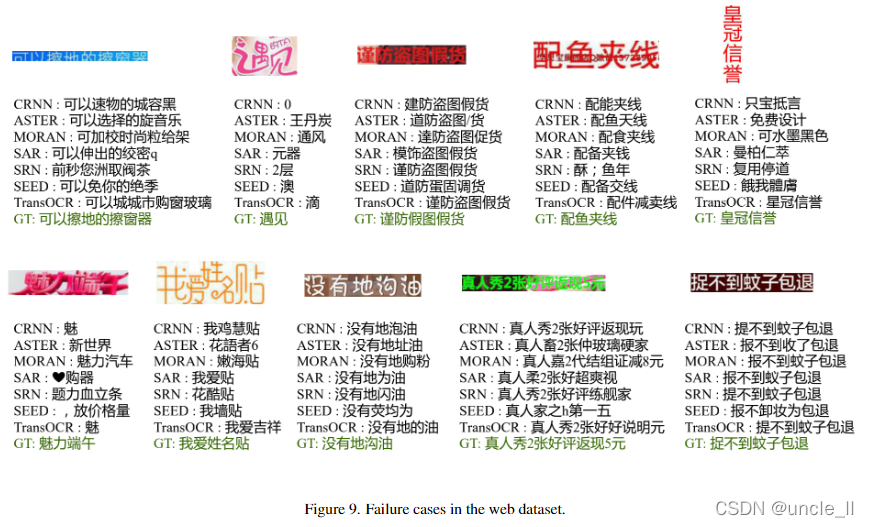 可以擦地的擦窗器
遇见
谨防盗图假货
配鱼夹线
皇冠信誉
CRNN : 可以速物的城容黑
ASTER : 可以选择的旋音乐
MORAN : 可加校时尚粒给架
SAR : 可以伸出的绞密q
SRN : 前秒您洲取阀茶
SEED : 可以免你的绝季
TransOCR : 可以城城市购窗玻璃
GT: 可以擦地的擦窗器
CRNN : 0
ASTER : 王丹炭
MORAN : 通风
SAR : 元器
SRN : 2层
SEED : 澳
TransOCR : 滴
GT: 遇见
CRNN : 建防盗图假货
ASTER : 道防盗图/货
MORAN : 達防盗图促货
SAR : 模饰盗图假货
SRN : 谨防盗图假货
SEED : 道防蛋固调货
TransOCR : 谨防盗图假货
GT: 谨防假图假货
CRNN : 配能夹线
ASTER : 配鱼天线
MORAN : 配食夹线
SAR : 配备夹钱
SRN : 酥；鱼年
SEED : 配备交线
TransOCR : 配件减卖线
GT: 配鱼夹线
CRNN : 只宝抵言
ASTER : 免费设计
MORAN : 可水墨黑色
SAR : 曼柏仁萃
SRN : 复用停道
SEED : 餓我體膚
TransOCR : 星冠信誉
GT: 皇冠信誉
魅力端午
我爱姓名贴
没有地沟油
真人秀2张好评返现5元
捉不到蚊子包退
CRNN : 魅
ASTER : 新世界
MORAN : 魅力汽车
SAR : ♥购器
SRN : 题力血立条
SEED : ，放价格量
TransOCR : 魅
GT: 魅力端午
CRNN : 我鸡慧贴
ASTER : 花語者6
MORAN : 嫩海贴
SAR : 我爱贴
SRN : 花酷贴
SEED : 我墙贴
TransOCR : 我爱吉祥
GT: 我爱姓名贴
CRNN : 没有地泡油
ASTER : 没有地址油
MORAN : 没有地购粉
SAR : 没有地为油
SRN : 没有地闪油
SEED : 没有荧均为
TransOCR : 没有地的油
GT: 没有地沟油
CRNN : 真人秀2张好评返现玩
ASTER : 真人畜2张仲玻璃硬家
MORAN : 真人嘉2代结组证减8元
SAR : 真人柔2张好超爽视
SRN : 真人秀2张好评练舰家
SEED : 真人家之h第一五
TransOCR : 真人秀2张好好说明元
GT: 真人秀2张好评返现5元
CRNN : 提不到蚊子包退
ASTER : 报不到收了包退
MORAN : 报不到蚊子包退
SAR : 报不到蚊子包退
SRN : 提不到蚊子包退
SEED : 报不卸妆为包退
TransOCR : 提不到蚊子包退
GT: 捉不到蚊子包退
Figure 9. Failure cases in the web dataset.
CSDN @uncle_ll